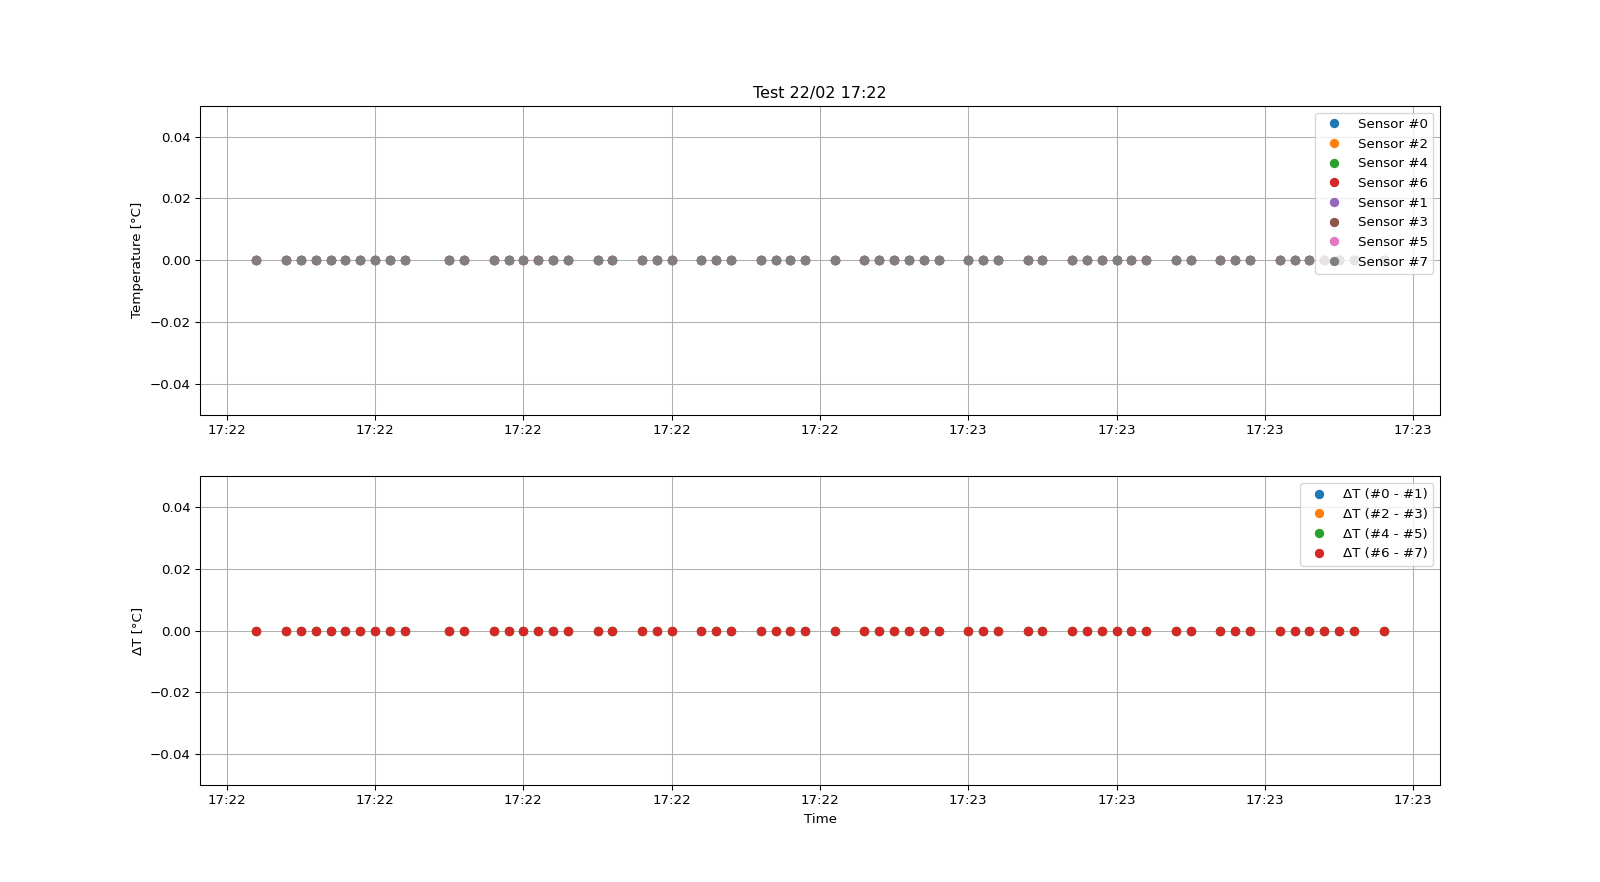 Test 22/02 17:22
Temperature [°C]
0.04
0.02
0.00
−0.02
−0.04
Sensor #0
Sensor #2
Sensor #4
Sensor #6
Sensor #1
Sensor #3
Sensor #5
Sensor #7
17:22 17:22 17:22 17:22 17:22 17:23 17:23 17:23 17:23
ΔT [°C]
0.04
0.02
0.00
−0.02
−0.04
ΔT (#0 - #1)
ΔT (#2 - #3)
ΔT (#4 - #5)
ΔT (#6 - #7)
17:22 17:22 17:22 17:22 17:22 17:23 17:23 17:23 17:23
Time